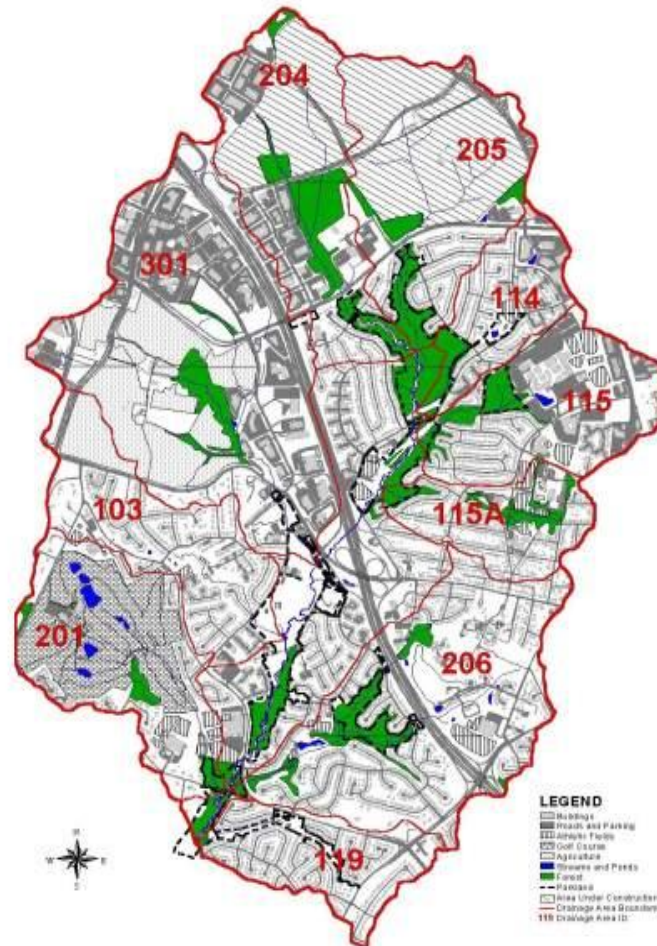 204
205
301
114
115
103
115A
201
206
119
N
W E
S
LEGEND
Buildings
Roads and Parking
Athletic Fields
Golf Course
Agriculture
Streams and Ponds
Forest
Parkland
Area Under Construction
Drainage Area Boundary
119 Drainage Area ID